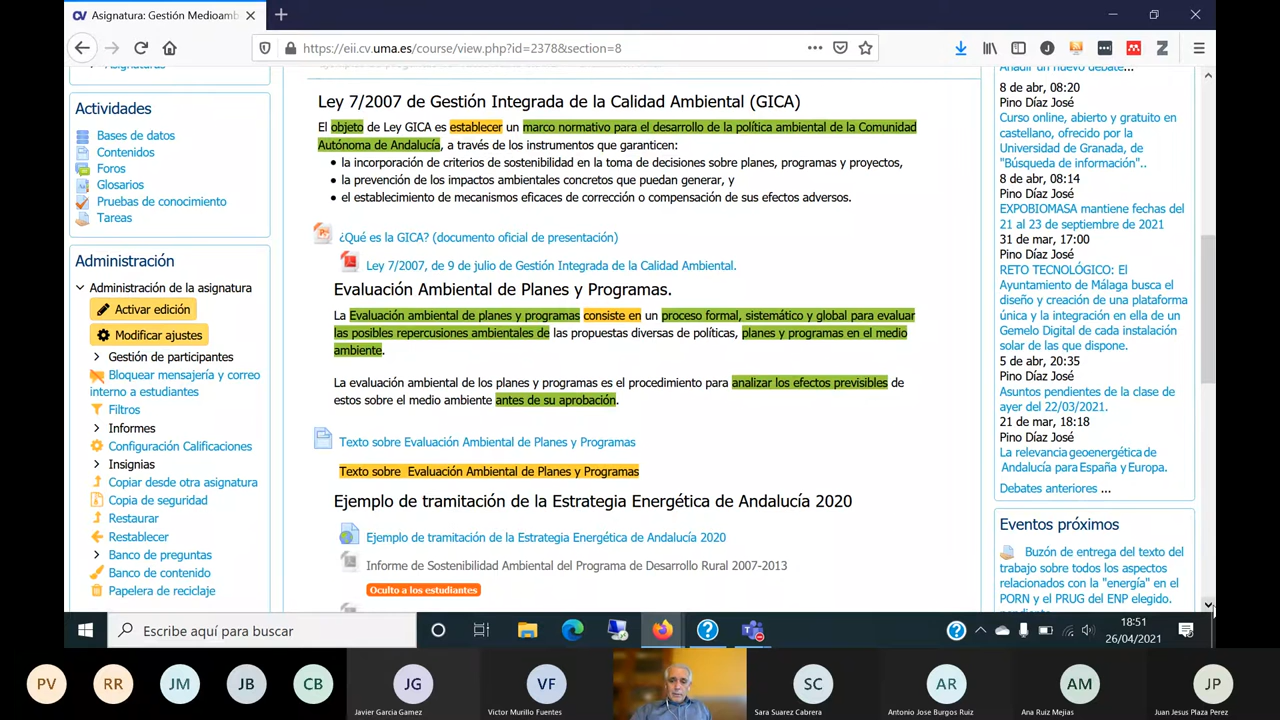 Asignatura: Gestión Medioamb
https://eii.cv.uma.es/course/view.php?id=2378&section=8
Asignaturas
Actividades
Bases de datos
Contenidos
Foros
Glosarios
Pruebas de conocimiento
Tareas
Administración
Administración de la asignatura
Activar edición
Modificar ajustes
Gestión de participantes
Bloquear mensajería y correo
interno a estudiantes
Filtros
Informes
Configuración Calificaciones
Insignias
Copiar desde otra asignatura
Copia de seguridad
Restaurar
Restablecer
Banco de preguntas
Banco de contenido
Papelera de reciclaje
Ley 7/2007 de Gestión Integrada de la Calidad Ambiental (GICA)
El objeto de Ley GICA es establecer un marco normativo para el desarrollo de la política ambiental de la Comunidad
Autónoma de Andalucía, a través de los instrumentos que garanticen:
• la incorporación de criterios de sostenibilidad en la toma de decisiones sobre planes, programas y proyectos,
• la prevención de los impactos ambientales concretos que puedan generar, y
• el establecimiento de mecanismos eficaces de corrección o compensación de sus efectos adversos.
¿Qué es la GICA? (documento oficial de presentación)
Ley 7/2007, de 9 de julio de Gestión Integrada de la Calidad Ambiental.
Evaluación Ambiental de Planes y Programas.
La Evaluación ambiental de planes y programas consiste en un proceso formal, sistemático y global para evaluar
las posibles repercusiones ambientales de las propuestas diversas de políticas, planes y programas en el medio
ambiente.
La evaluación ambiental de los planes y programas es el procedimiento para analizar los efectos previsibles de
estos sobre el medio ambiente antes de su aprobación.
Texto sobre Evaluación Ambiental de Planes y Programas
Texto sobre Evaluación Ambiental de Planes y Programas
Ejemplo de tramitación de la Estrategia Energética de Andalucía 2020
Ejemplo de tramitación de la Estrategia Energética de Andalucía 2020
Informe de Sostenibilidad Ambiental del Programa de Desarrollo Rural 2007-2013
Oculto a los estudiantes
Añadir un nuevo debate...
8 de abr, 08:20
Pino Díaz José
Curso online, abierto y gratuito en
castellano, ofrecido por la
Universidad de Granada, de
"Búsqueda de información"..
8 de abr, 08:14
Pino Díaz José
EXPOBIOMASA mantiene fechas del
21 al 23 de septiembre de 2021
31 de mar, 17:00
Pino Díaz José
RETO TECNOLÓGICO: El
Ayuntamiento de Málaga busca el
diseño y creación de una plataforma
única y la integración en ella de un
Gemelo Digital de cada instalación
solar de las que dispone.
5 de abr, 20:35
Pino Díaz José
Asuntos pendientes de la clase de
ayer del 22/03/2021.
21 de mar, 18:18
Pino Díaz José
La relevancia geoenergética de
Andalucía para España y Europa.
Debates anteriores ...
Eventos próximos
Buzón de entrega del texto del
trabajo sobre todos los aspectos
relacionados con la "energía" en el
PORN y el PRUG del ENP elegido.
pendiente
Escribe aquí para buscar
18:51
26/04/2021
PV
RR
JM
JB
CB
JG
Javier Garcia Gamez
VF
Victor Murillo Fuentes
SC
Sara Suarez Cabrera
AR
Antonio Jose Burgos Ruiz
AM
Ana Ruiz Mejias
JP
Juan Jesus Plaza Perez